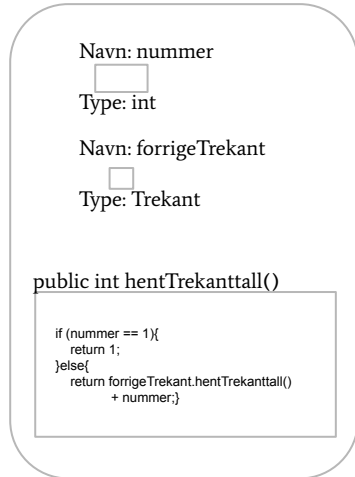 Navn: nummer
Type: int
Navn: forrigeTrekant
Type: Trekant
public int hentTrekanttall()
if (nummer == 1){
return 1;
}else{
return forrigeTrekant.hentTrekanttall()
+ nummer;}